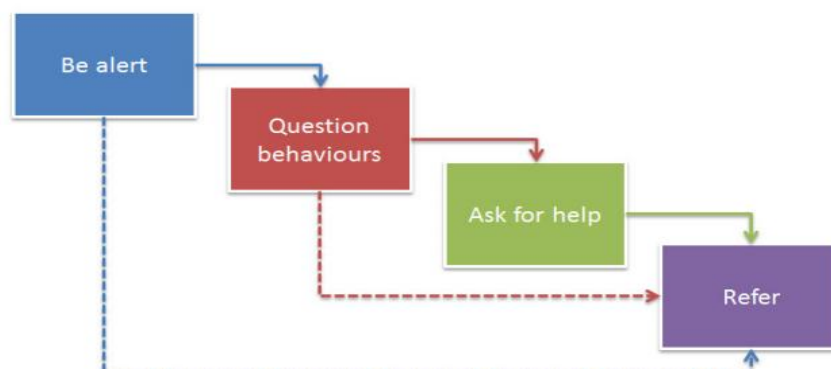 Be alert
Question
behaviours
Ask for help
Refer